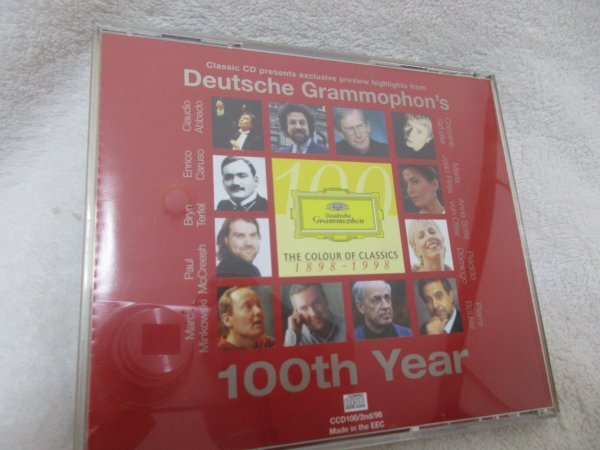 Classic CD presents exclusive preview highlights from
Deutsche Grammophon's
Claudio
Abbado
Enrico
Caruso
Bryn
Terfel
Paul
McCreesh
Marc
Minkowski
Christine
Schäfer
Maria
João Pires
Anne Sofie
von Otter
Plácido
Domingo
Pierre
Boulez
100
Deutsche
Grammophon
THE COLOUR OF CLASSICS
1898-1998
100th Year
CCD100/2nd/98
Made in the EEC